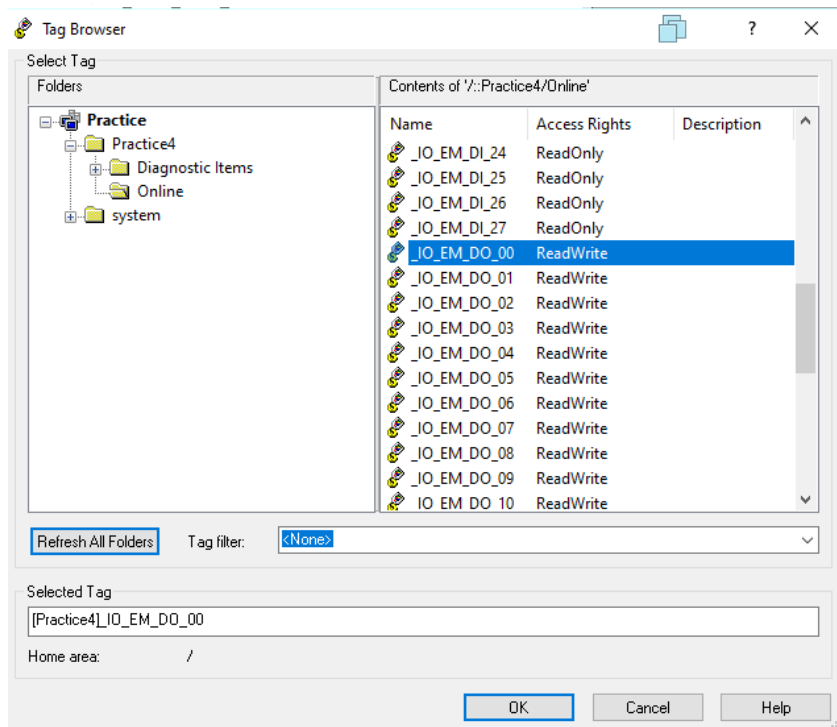 Tag Browser ?
Select Tag
Folders
Contents of '/::Practice4/Online'
Practice
Practice4
Diagnostic Items
Online
system
Name Access Rights Description
_IO_EM_DI_24 ReadOnly
_IO_EM_DI_25 ReadOnly
_IO_EM_DI_26 ReadOnly
_IO_EM_DI_27 ReadOnly
_IO_EM_DO_00 ReadWrite
_IO_EM_DO_01 ReadWrite
_IO_EM_DO_02 ReadWrite
_IO_EM_DO_03 ReadWrite
_IO_EM_DO_04 ReadWrite
_IO_EM_DO_05 ReadWrite
_IO_EM_DO_06 ReadWrite
_IO_EM_DO_07 ReadWrite
_IO_EM_DO_08 ReadWrite
_IO_EM_DO_09 ReadWrite
_IO_EM_DO_10 ReadWrite
Refresh All Folders Tag filter: <None>
Selected Tag
[Practice4]_IO_EM_DO_00
Home area: /
OK Cancel Help